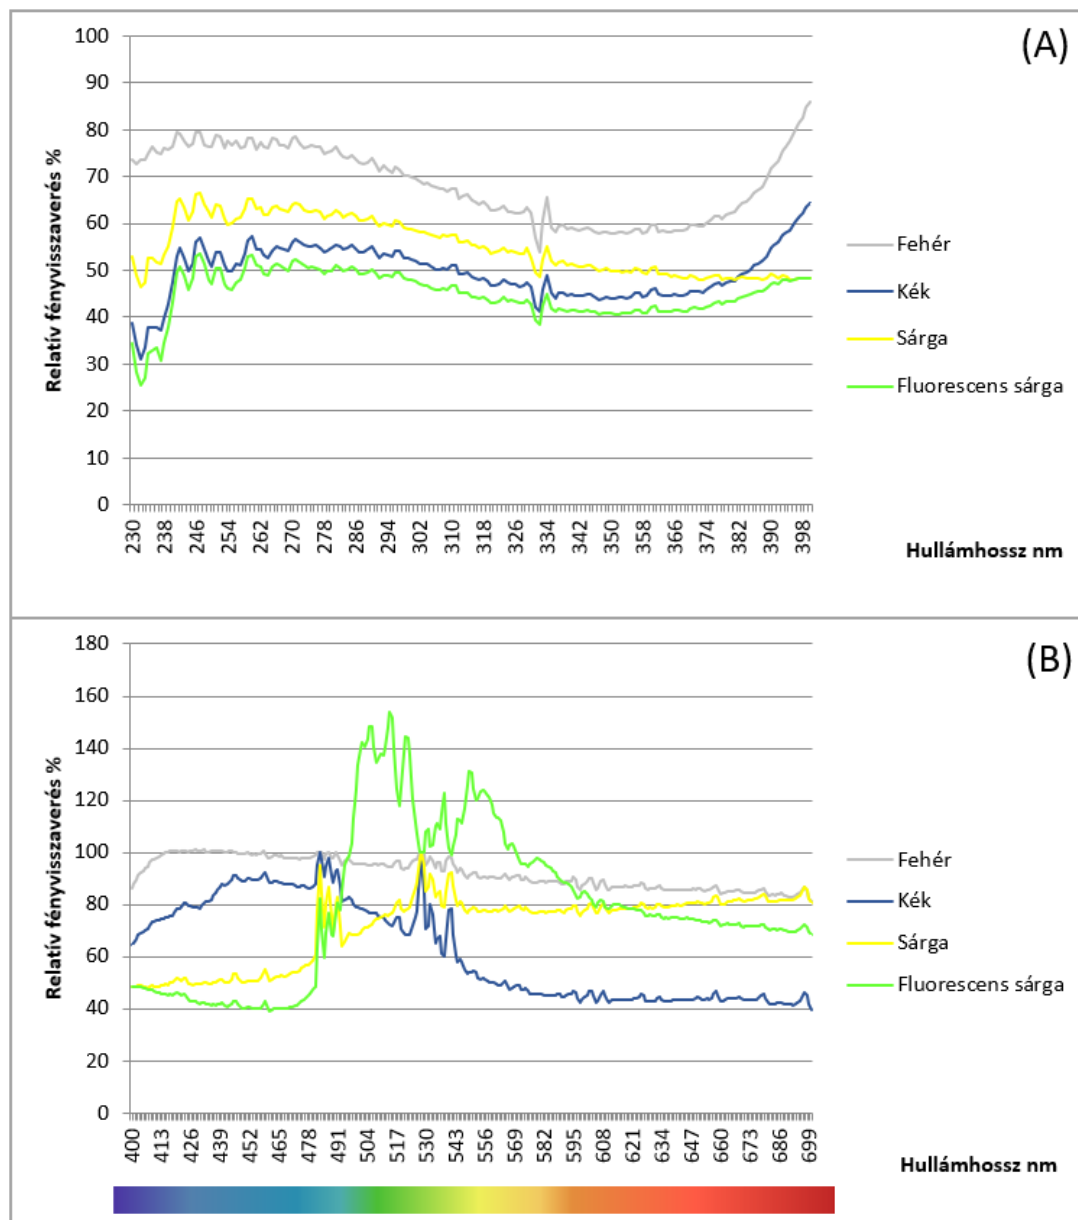 (A)
Relatív fényvisszaverés %
100
90
80
70
60
50
40
30
20
10
0
230 238 246 254 262 270 278 286 294 302 310 318 326 334 342 350 358 366 374 382 390 398
Hullámhossz nm
Fehér
Kék
Sárga
Fluorescens sárga
(B)
Relatív fényvisszaverés %
180
160
140
120
100
80
60
40
20
0
400 413 426 439 452 465 478 491 504 517 530 543 556 569 582 595 608 621 634 647 660 673 686 699
Hullámhossz nm
Fehér
Kék
Sárga
Fluorescens sárga